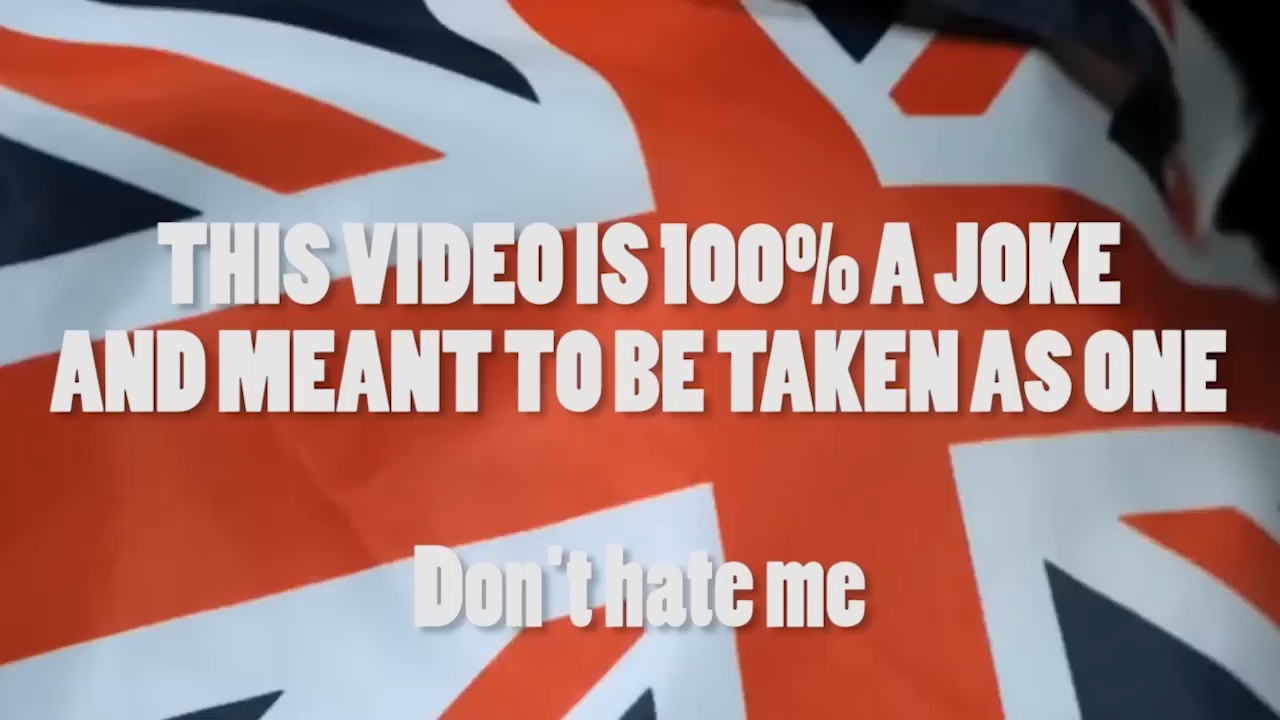 THIS VIDEO IS 100% A JOKE
AND MEANT TO BE TAKEN AS ONE
Don't hate me